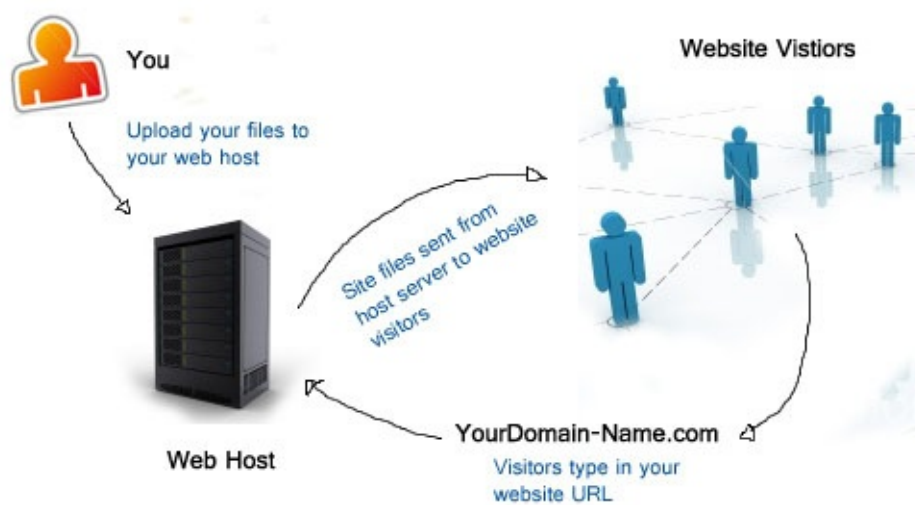 You
Upload your files to
your web host
Website Vistiors
Site files sent from
host server to website
visitors
Web Host
YourDomain-Name.com
Visitors type in your
website URL